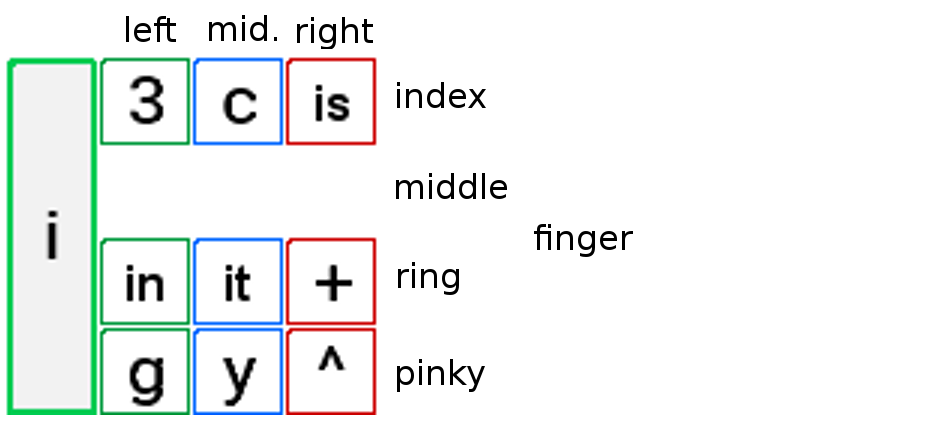 left mid. right
3 c is index
middle
i finger
in it + ring
g y ^ pinky